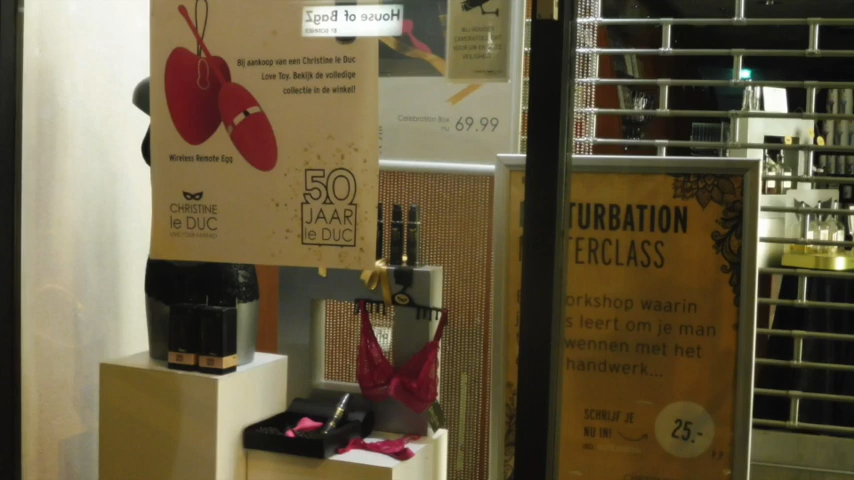 House of BagZ
Bij aankoop van een Christine le Duc
Love Toy. Bekijk de volledige
collectie in de winkel!
Wireless Remote Egg
CHRISTINE
le DUC
50
JAAR
le DUC
Celebration Box
nu 69.99
TURBATION
TERCLASS
orkshop waarin
s leert om je man
wennen met het
handwerk...
SCHRIJF JE
NU IN!
25.-
P.P.